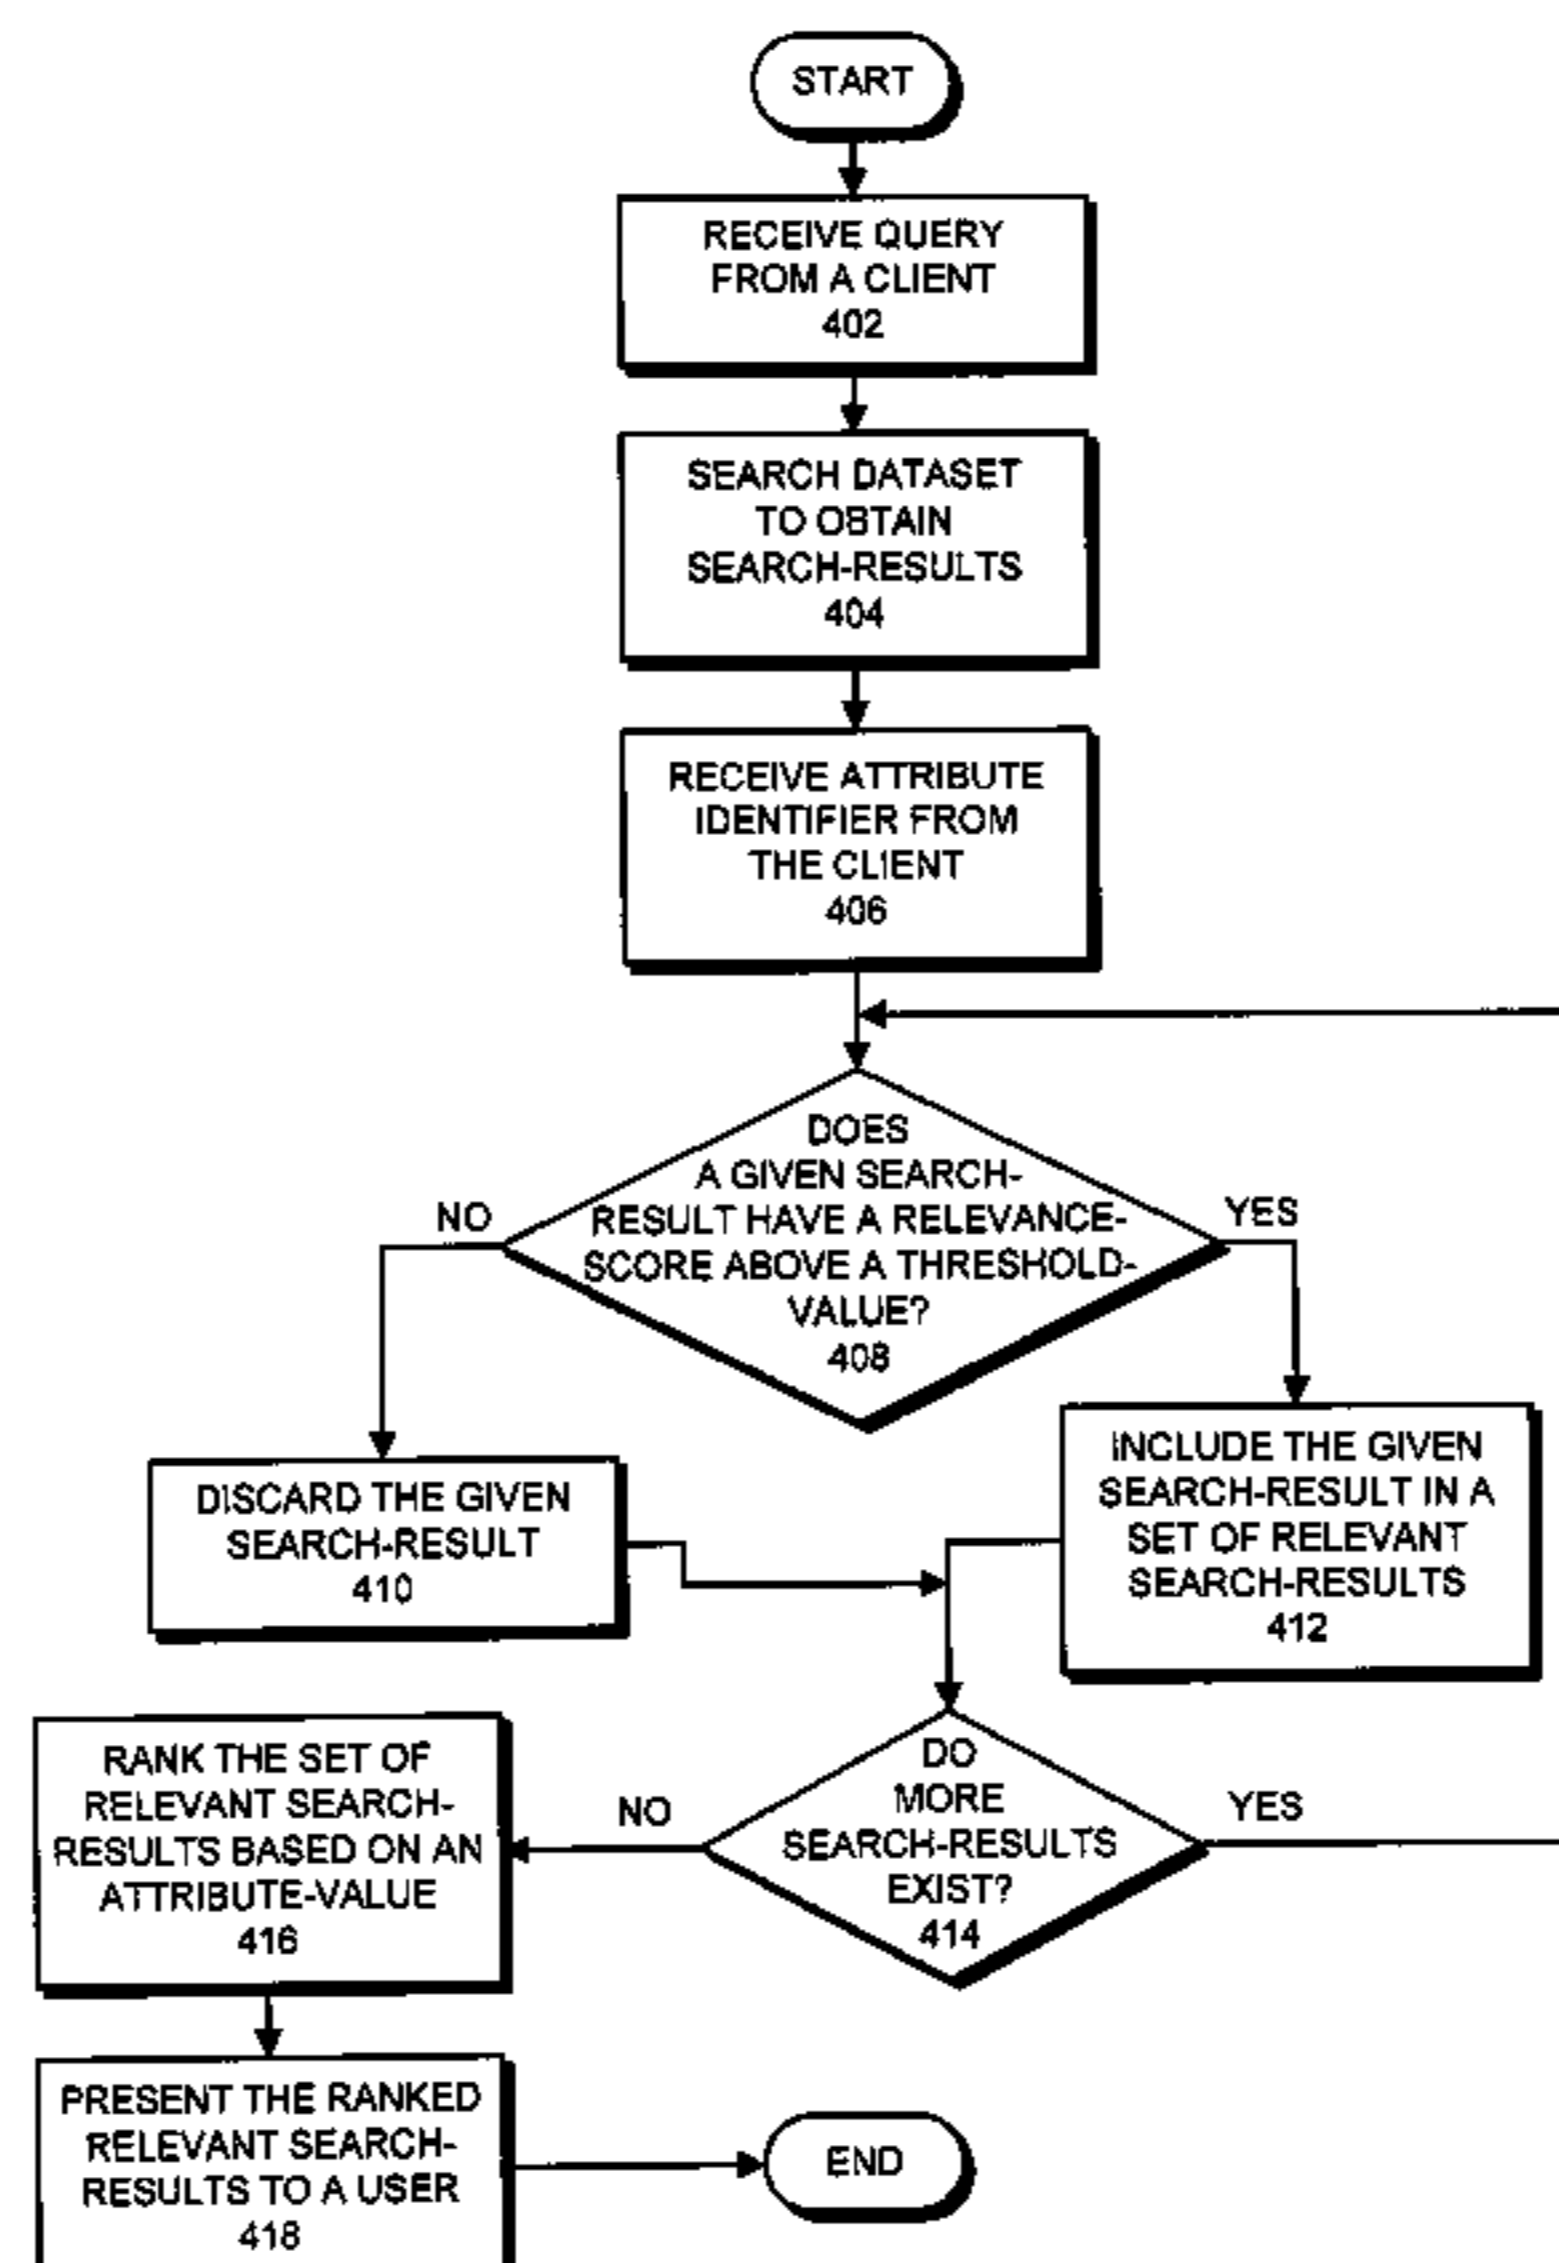 START
RECEIVE QUERY
FROM A CLIENT
402
SEARCH DATASET
TO OBTAIN
SEARCH-RESULTS
404
RECEIVE ATTRIBUTE
IDENTIFIER FROM
THE CLIENT
406
DOES
A GIVEN SEARCH-
RESULT HAVE A RELEVANCE-
SCORE ABOVE A THRESHOLD-
VALUE?
408
NO
YES
DISCARD THE GIVEN
SEARCH-RESULT
410
INCLUDE THE GIVEN
SEARCH-RESULT IN A
SET OF RELEVANT
SEARCH-RESULTS
412
DO
MORE
SEARCH-RESULTS
EXIST?
414
NO
YES
RANK THE SET OF
RELEVANT SEARCH-
RESULTS BASED ON AN
ATTRIBUTE-VALUE
416
PRESENT THE RANKED
RELEVANT SEARCH-
RESULTS TO A USER
418
END